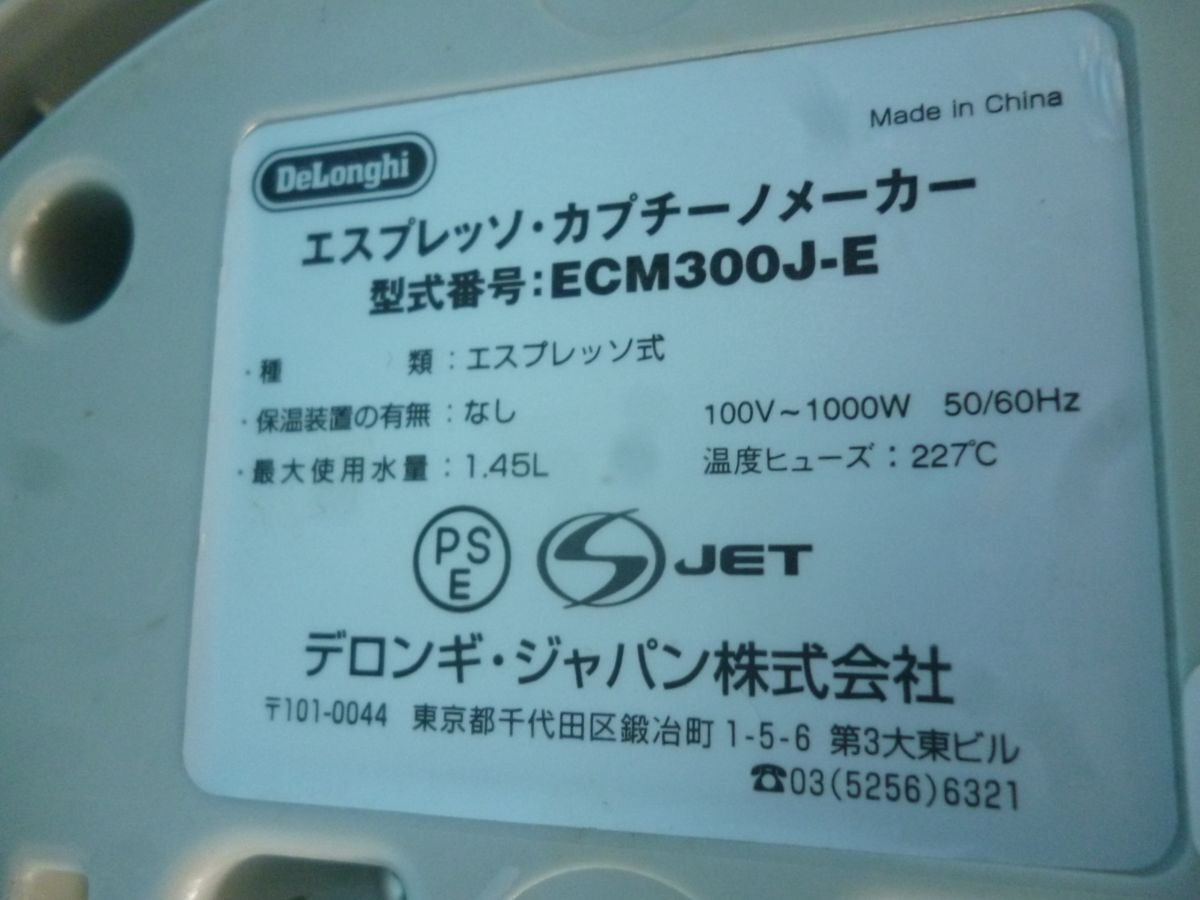 Made in China
DeLonghi
エスプレッソ・カプチーノメーカー
型式番号:ECM300J-E
・種類:エスプレッソ式
・保温装置の有無:なし 100V~1000W 50/60Hz
・最大使用水量:1.45L 温度ヒューズ:227℃
PSE JET
デロンギ・ジャパン株式会社
〒101-0044 東京都千代田区鍛冶町1-5-6 第3大東ビル
☎03(5256)6321